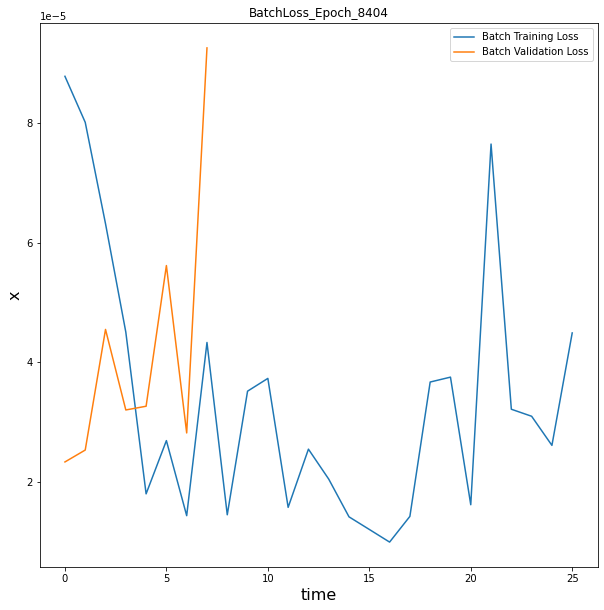 BatchLoss_Epoch_8404
1e−5
Batch Training Loss
Batch Validation Loss
8
6
4
2
x
0 5 10 15 20 25
time